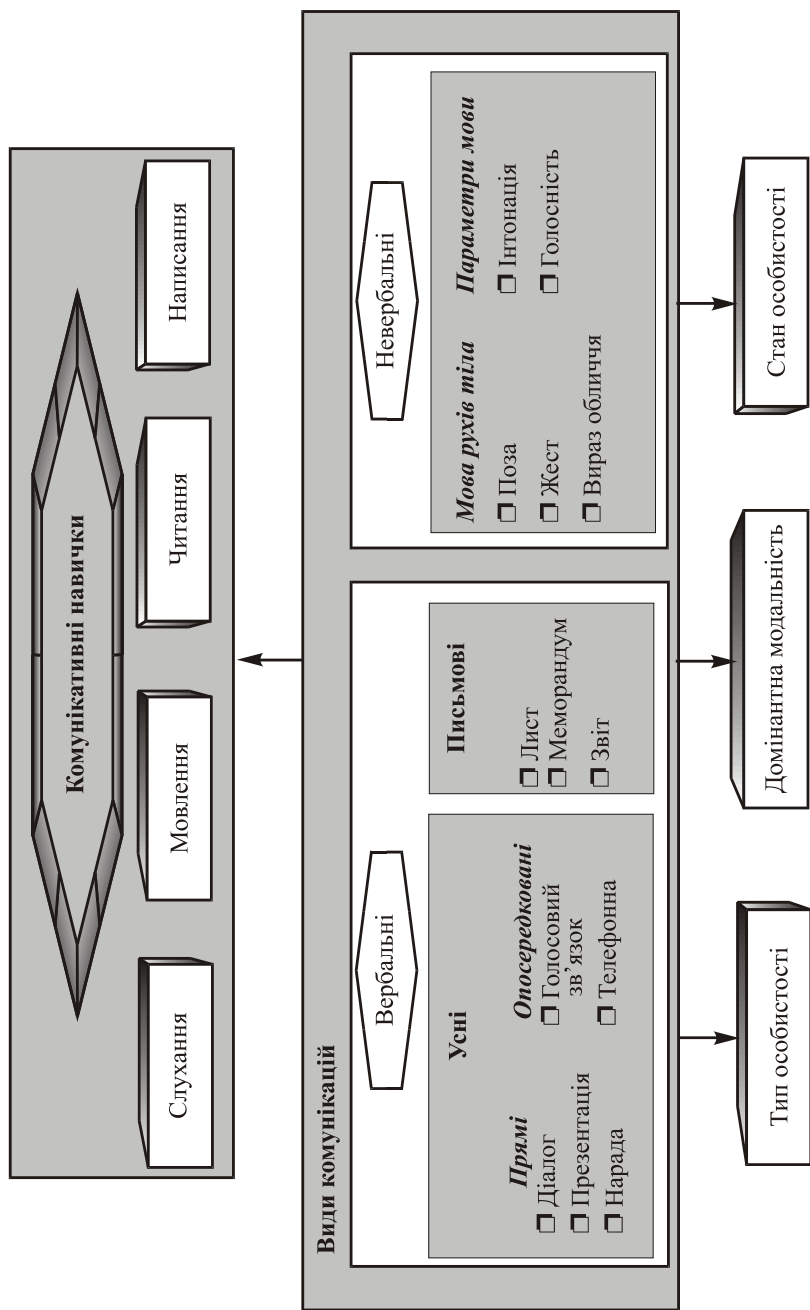 Комунікативні навички
Слухання
Мовлення
Читання
Написання
Види комунікацій
Вербальні
Усні
Прямі
❒ Діалог
❒ Презентація
❒ Нарада
Опосередковані
❒ Голосовий
зв’язок
❒ Телефонна
Письмові
❒ Лист
❒ Меморандум
❒ Звіт
Невербальні
Мова рухів тіла
❒ Поза
❒ Жест
❒ Вираз обличчя
Параметри мови
❒ Інтонація
❒ Голосність
Тип особистості
Домінантна модальність
Стан особистості